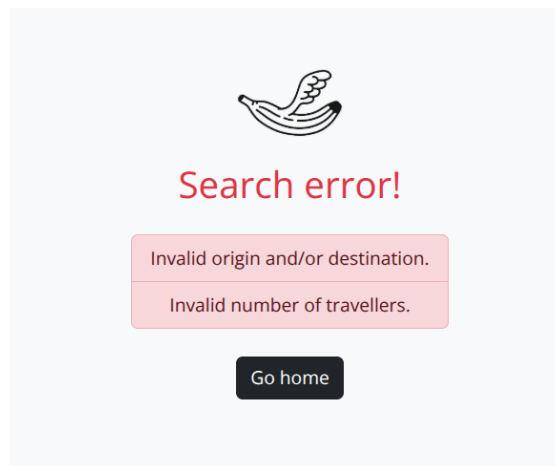 Search error!
Invalid origin and/or destination.
Invalid number of travellers.
Go home